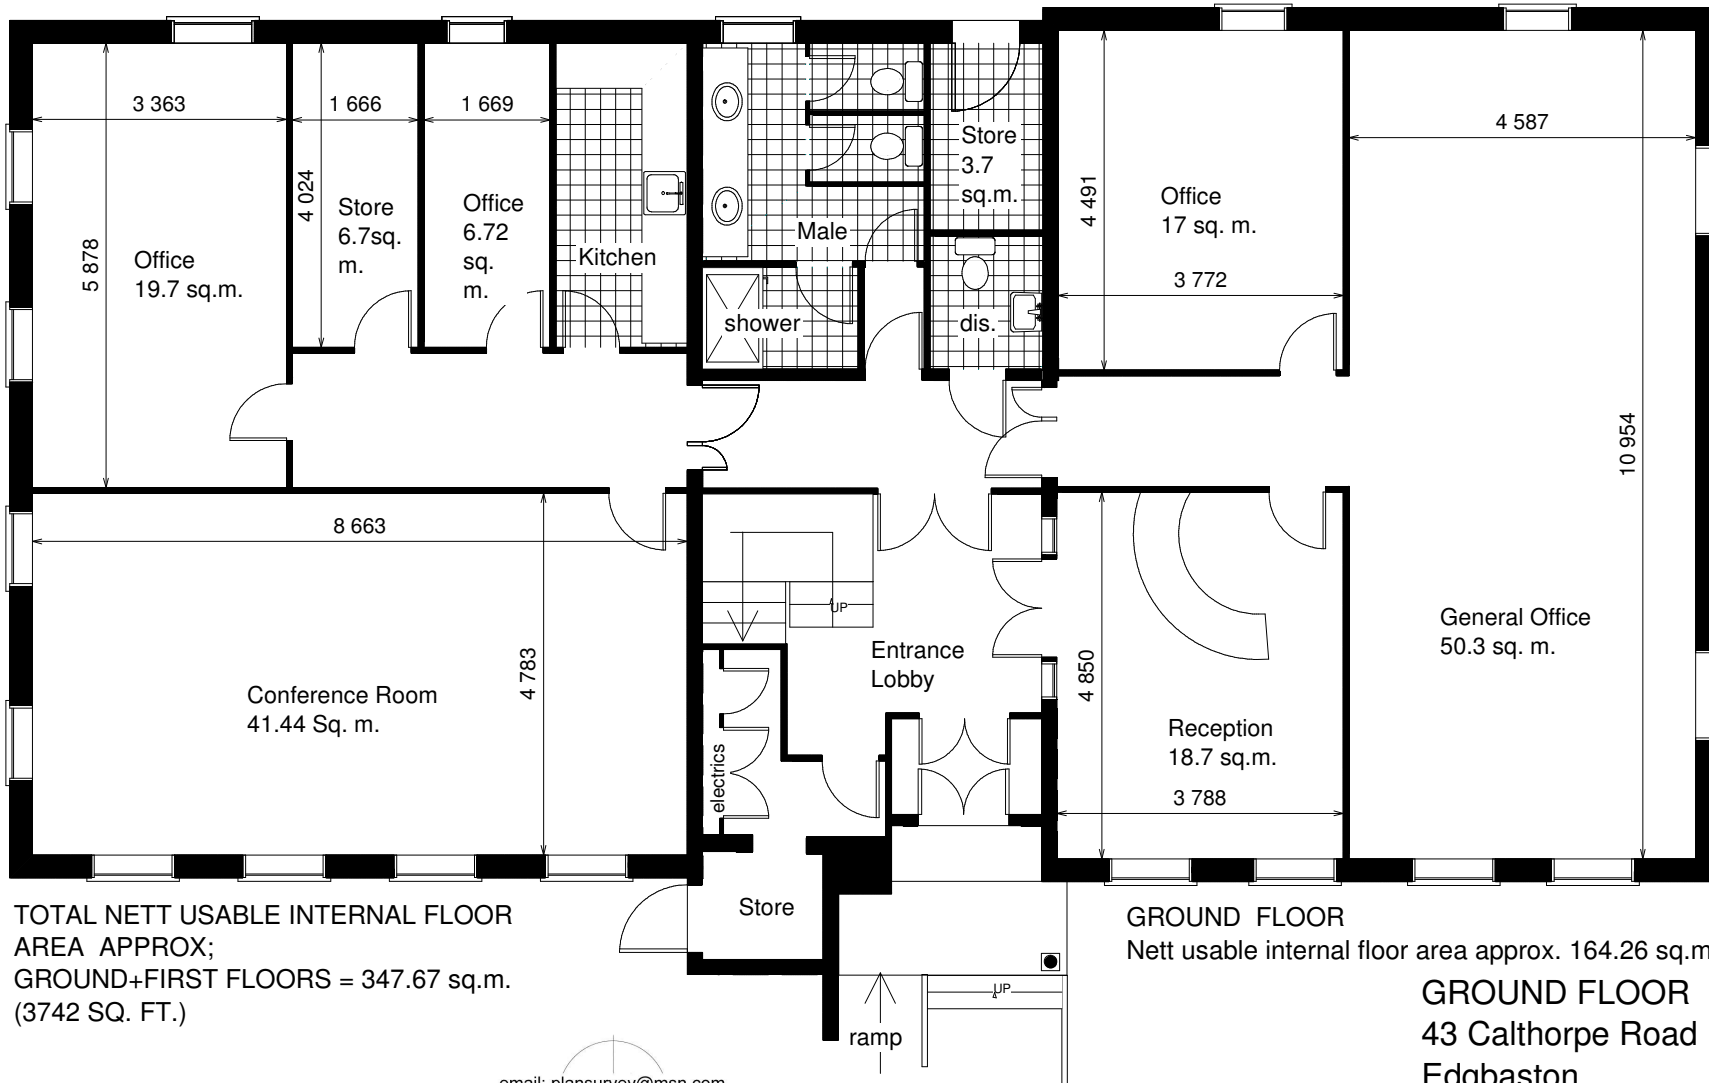 3 363
1 666
1 669
4 024
5 878
Office
19.7 sq.m.
Store
6.7sq.
m.
Office
6.72
sq.
m.
Kitchen
Male
shower
Store
3.7
sq.m.
dis.
4 491
Office
17 sq. m.
3 772
4 587
10 954
8 663
4 783
Conference Room
41.44 Sq. m.
UP
Entrance
Lobby
electrics
4 850
Reception
18.7 sq.m.
3 788
General Office
50.3 sq. m.
Store
UP
ramp
TOTAL NETT USABLE INTERNAL FLOOR
AREA APPROX;
GROUND+FIRST FLOORS = 347.67 sq.m.
(3742 SQ. FT.)
GROUND FLOOR
Nett usable internal floor area approx. 164.26 sq.m
GROUND FLOOR
43 Calthorpe Road
Edgbaston
email: plansurvey@msn.com